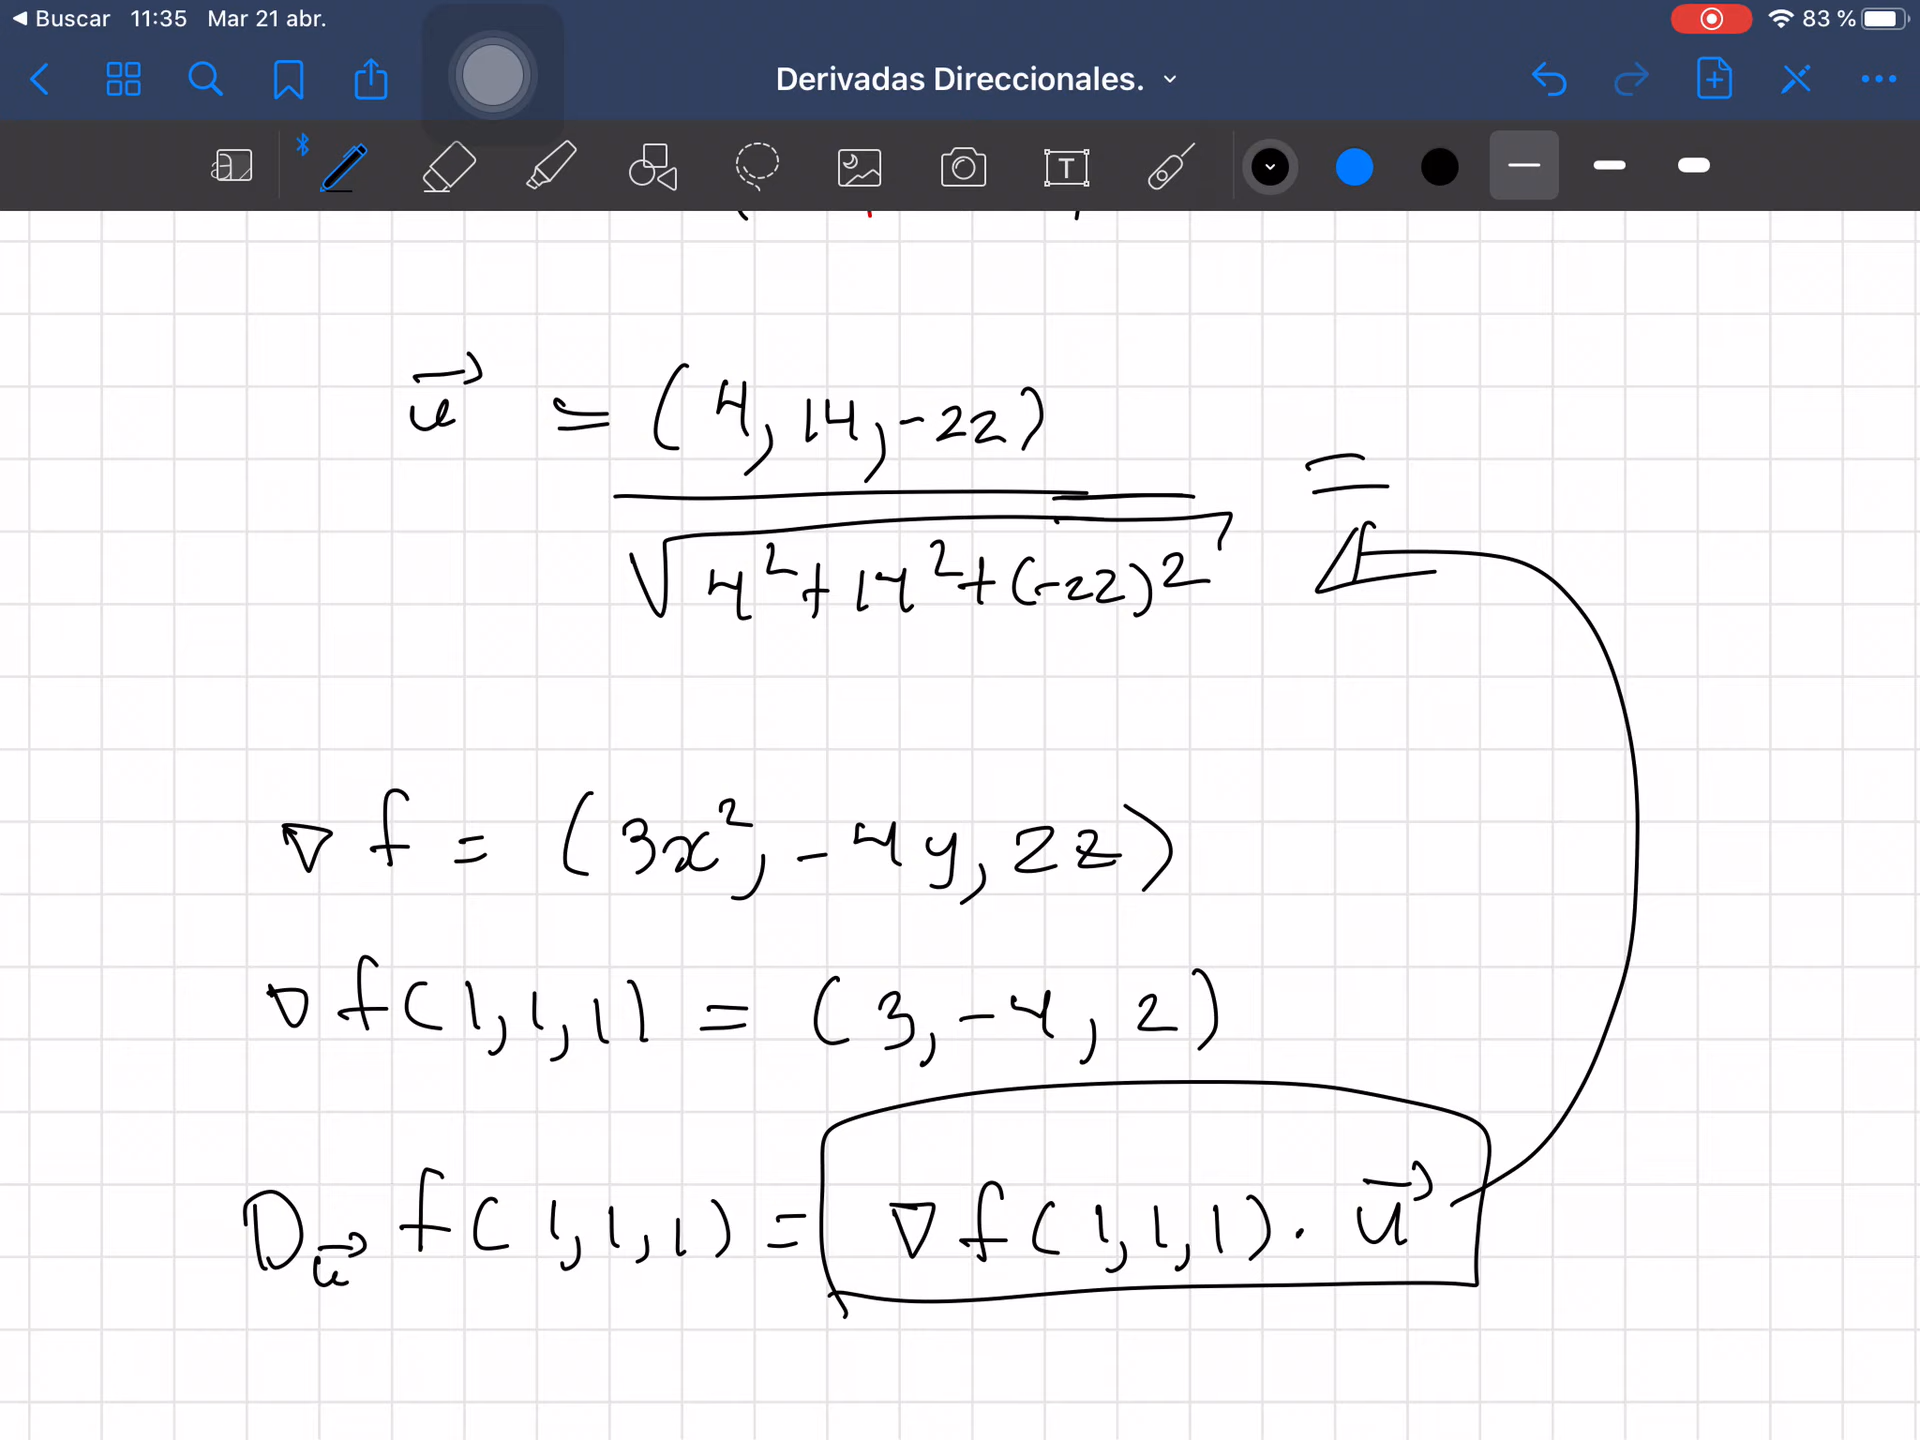 Buscar 11:35 Mar 21 abr. 83 %
Derivadas Direccionales.
T
u⃗ = (4, 14, -22)
√4² + 14² + (-22)² =
∇f = (3x², -4y, 2z)
∇f(1,1,1) = (3, -4, 2)
D_u⃗ f(1,1,1) = ∇f(1,1,1) · u⃗